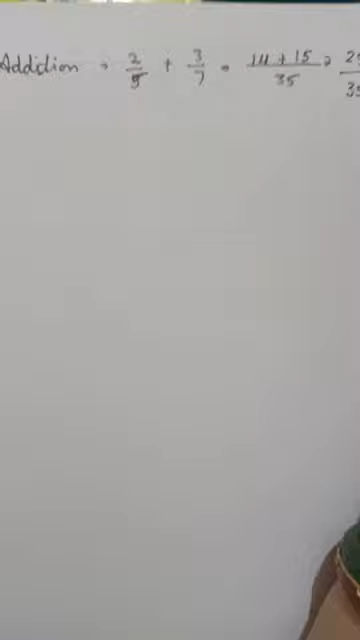 Addition → 2/5 + 3/7 = 14 + 15/35 =